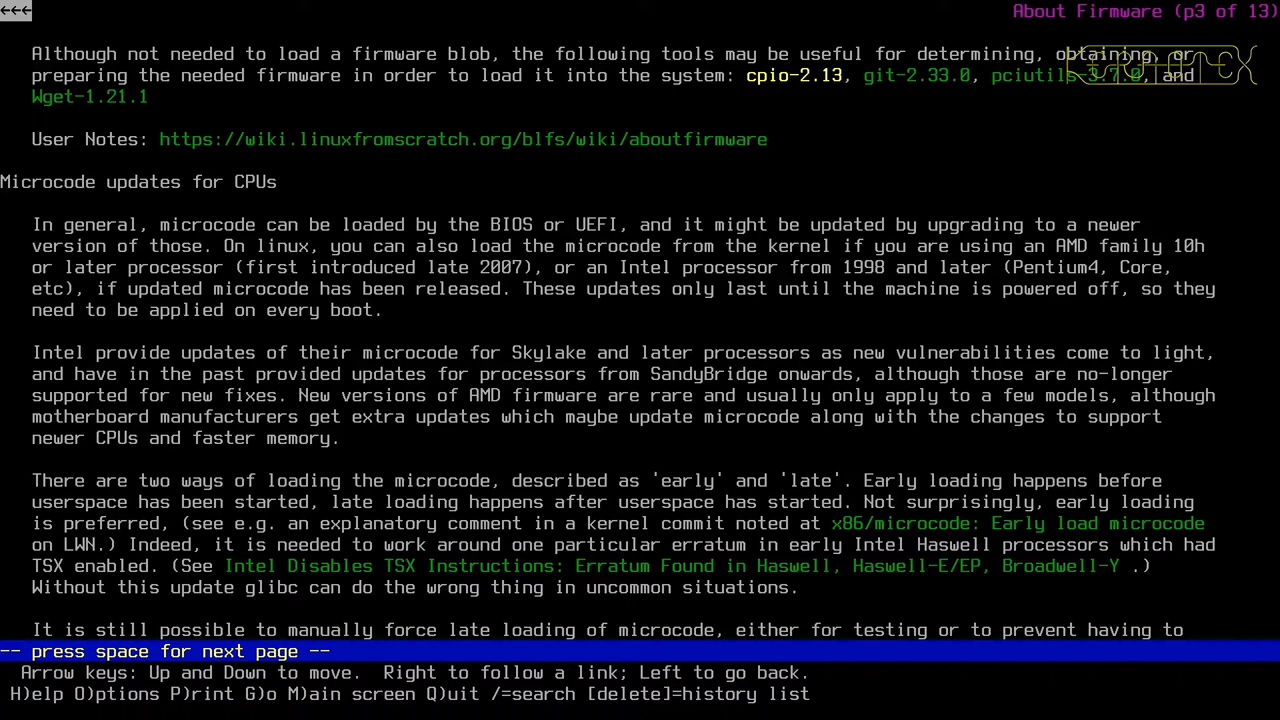 ←←←
About Firmware (p3 of 13)
Although not needed to load a firmware blob, the following tools may be useful for determining, obtaining, or
preparing the needed firmware in order to load it into the system: cpio-2.13, git-2.33.0, pciutils-3.7.0, and
Wget-1.21.1
User Notes: https://wiki.linuxfromscratch.org/blfs/wiki/aboutfirmware
Microcode updates for CPUs
In general, microcode can be loaded by the BIOS or UEFI, and it might be updated by upgrading to a newer
version of those. On linux, you can also load the microcode from the kernel if you are using an AMD family 10h
or later processor (first introduced late 2007), or an Intel processor from 1998 and later (Pentium4, Core,
etc), if updated microcode has been released. These updates only last until the machine is powered off, so they
need to be applied on every boot.
Intel provide updates of their microcode for Skylake and later processors as new vulnerabilities come to light,
and have in the past provided updates for processors from SandyBridge onwards, although those are no-longer
supported for new fixes. New versions of AMD firmware are rare and usually only apply to a few models, although
motherboard manufacturers get extra updates which maybe update microcode along with the changes to support
newer CPUs and faster memory.
There are two ways of loading the microcode, described as 'early' and 'late'. Early loading happens before
userspace has been started, late loading happens after userspace has started. Not surprisingly, early loading
is preferred, (see e.g. an explanatory comment in a kernel commit noted at x86/microcode: Early load microcode
on LWN.) Indeed, it is needed to work around one particular erratum in early Intel Haswell processors which had
TSX enabled. (See Intel Disables TSX Instructions: Erratum Found in Haswell, Haswell-E/EP, Broadwell-Y .)
Without this update glibc can do the wrong thing in uncommon situations.
It is still possible to manually force late loading of microcode, either for testing or to prevent having to
-- press space for next page --
Arrow keys: Up and Down to move.  Right to follow a link; Left to go back.
H)elp O)ptions P)rint G)o M)ain screen Q)uit /=search [delete]=history list